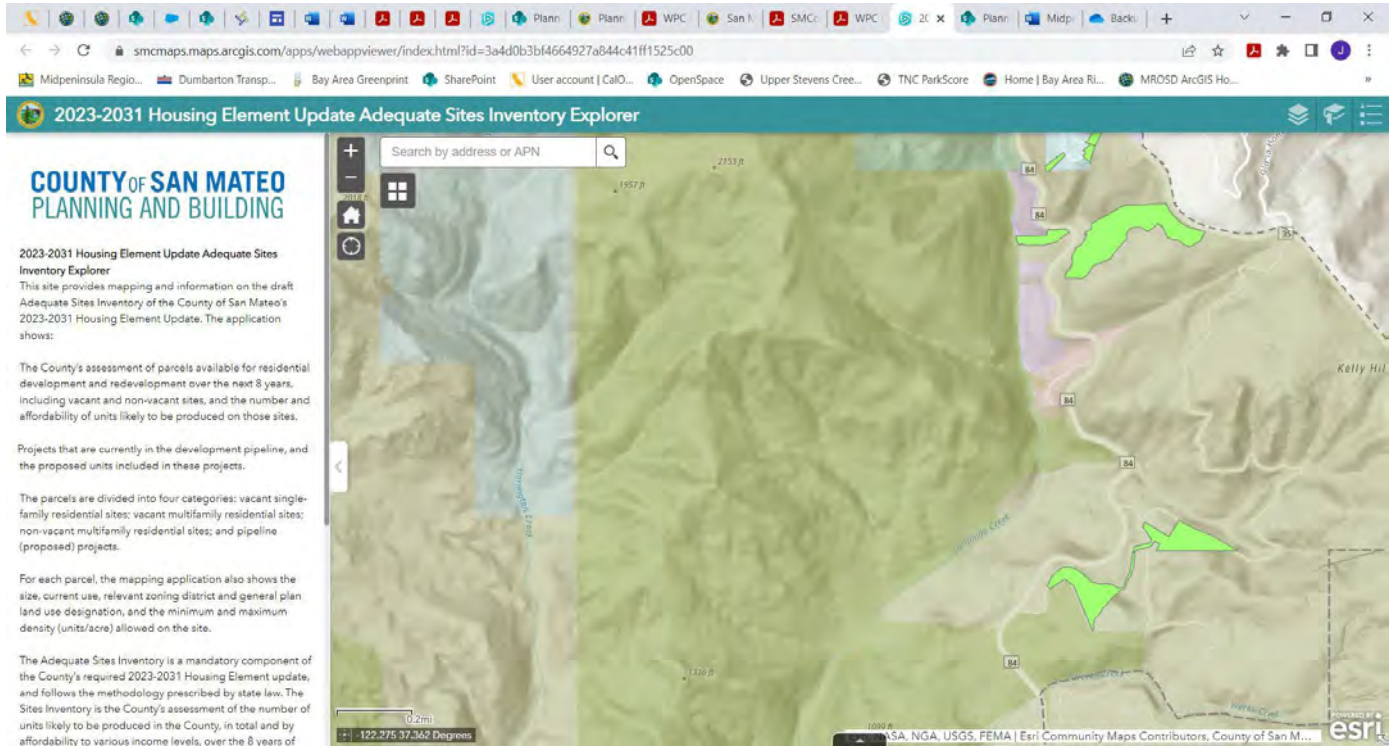 Plann
Plann
WPC
San M
SMCc
WPC
20
Plann
Midp
Backu
smcmaps.maps.arcgis.com/apps/webappviewer/index.html?id=3a4d0b3bf4664927a844c41ff1525c00
J
Midpeninsula Regio...
Dumbarton Transp...
Bay Area Greenprint
SharePoint
User account | CalO...
OpenSpace
Upper Stevens Cree...
TNC ParkScore
Home | Bay Area Ri...
MROSD ArcGIS Ho...
»
2023-2031 Housing Element Update Adequate Sites Inventory Explorer
COUNTY OF SAN MATEO
PLANNING AND BUILDING
2023-2031 Housing Element Update Adequate Sites
Inventory Explorer
This site provides mapping and information on the draft
Adequate Sites Inventory of the County of San Mateo's
2023-2031 Housing Element Update. The application
shows:
The County's assessment of parcels available for residential
development and redevelopment over the next 8 years,
including vacant and non-vacant sites, and the number and
affordability of units likely to be produced on those sites.
Projects that are currently in the development pipeline, and
the proposed units included in these projects.
The parcels are divided into four categories: vacant single-
family residential sites; vacant multifamily residential sites;
non-vacant multifamily residential sites; and pipeline
(proposed) projects.
For each parcel, the mapping application also shows the
size, current use, relevant zoning district and general plan
land use designation, and the minimum and maximum
density (units/acre) allowed on the site.
The Adequate Sites Inventory is a mandatory component of
the County's required 2023-2031 Housing Element update,
and follows the methodology prescribed by state law. The
Sites Inventory is the County's assessment of the number of
units likely to be produced in the County, in total and by
affordability to various income levels, over the 8 years of
+
−
Search by address or APN
2153 ft
1957 ft
84
84
35
Kelly Hil
84
84
84
1336 ft
0.2mi
-122.275 37.362 Degrees
NASA, NGA, USGS, FEMA | Esri Community Maps Contributors, County of San M...
POWERED BY
esri